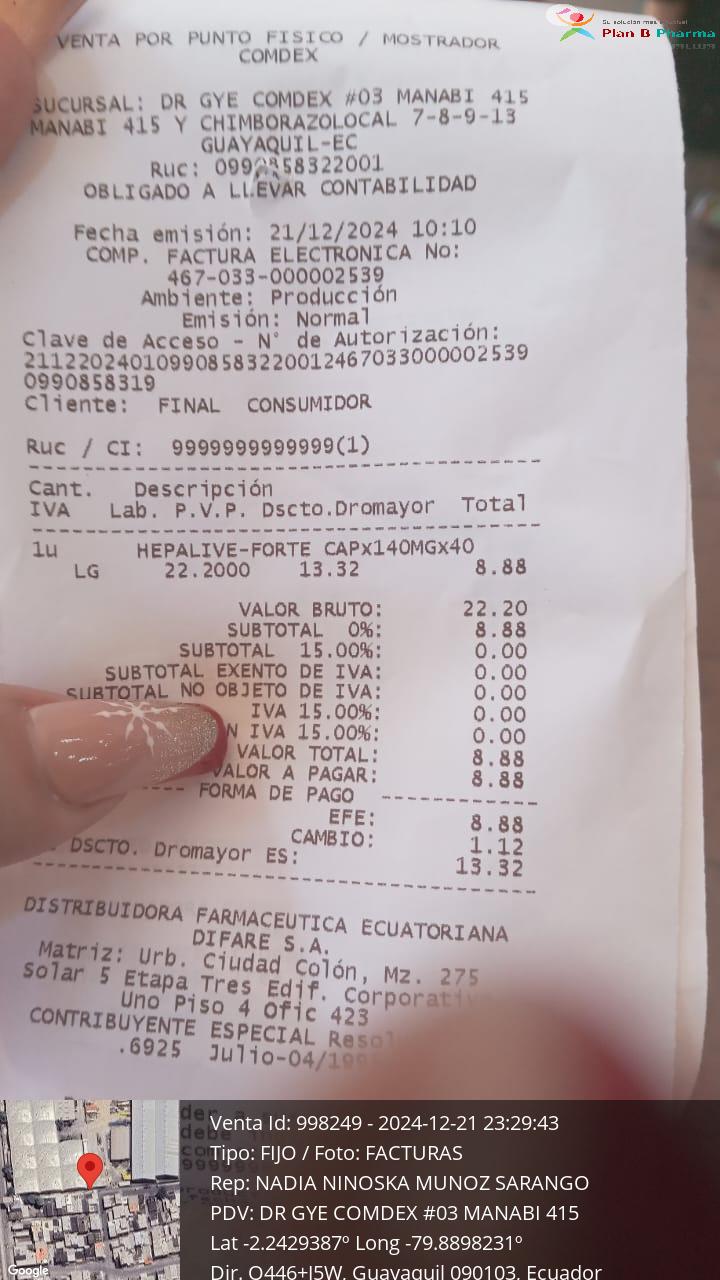 Su solución más accesible
Plan B Pharma
VENTA POR PUNTO FISICO / MOSTRADOR
COMDEX
SUCURSAL: DR GYE COMDEX #03 MANABI 415
MANABI 415 Y CHIMBORAZOLOCAL 7-8-9-13
GUAYAQUIL-EC
Ruc: 0990858322001
OBLIGADO A LLEVAR CONTABILIDAD
Fecha emisión: 21/12/2024 10:10
COMP. FACTURA ELECTRONICA No:
467-033-000002539
Ambiente: Producción
Emisión: Normal
Clave de Acceso - N° de Autorización:
211220240109908583220012467033000002539
0990858319
Cliente: FINAL CONSUMIDOR
Ruc / CI: 9999999999999(1)
Cant. Descripción
IVA Lab. P.V.P. Dscto.Dromayor Total
1u HEPALIVE-FORTE CAPx140MGx40
LG 22.2000 13.32 8.88
VALOR BRUTO: 22.20
SUBTOTAL 0%: 8.88
SUBTOTAL 15.00%: 0.00
SUBTOTAL EXENTO DE IVA: 0.00
SUBTOTAL NO OBJETO DE IVA: 0.00
IVA 15.00%: 0.00
N IVA 15.00%: 0.00
VALOR TOTAL: 8.88
VALOR A PAGAR: 8.88
---- FORMA DE PAGO ----
EFE: 8.88
CAMBIO: 1.12
DSCTO. Dromayor ES: 13.32
DISTRIBUIDORA FARMACEUTICA ECUATORIANA
DIFARE S.A.
Matriz: Urb. Ciudad Colón, Mz. 275
Solar 5 Etapa Tres Edif. Corporativ
Uno Piso 4 Ofic 423
CONTRIBUYENTE ESPECIAL Resol
.6925 Julio-04/199
Venta Id: 998249 - 2024-12-21 23:29:43
Tipo: FIJO / Foto: FACTURAS
Rep: NADIA NINOSKA MUNOZ SARANGO
PDV: DR GYE COMDEX #03 MANABI 415
Lat -2.2429387º Long -79.8898231º
Dir. Q446+J5W, Guayaquil 090103, Ecuador
Google